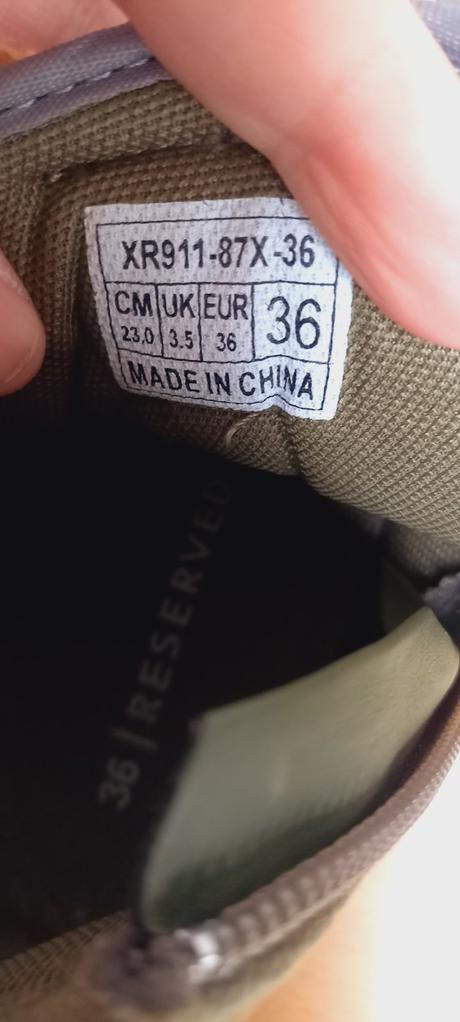 XR911-87X-36
CM UK EUR 36
23.0 3.5 36
MADE IN CHINA
36 | RESERVED